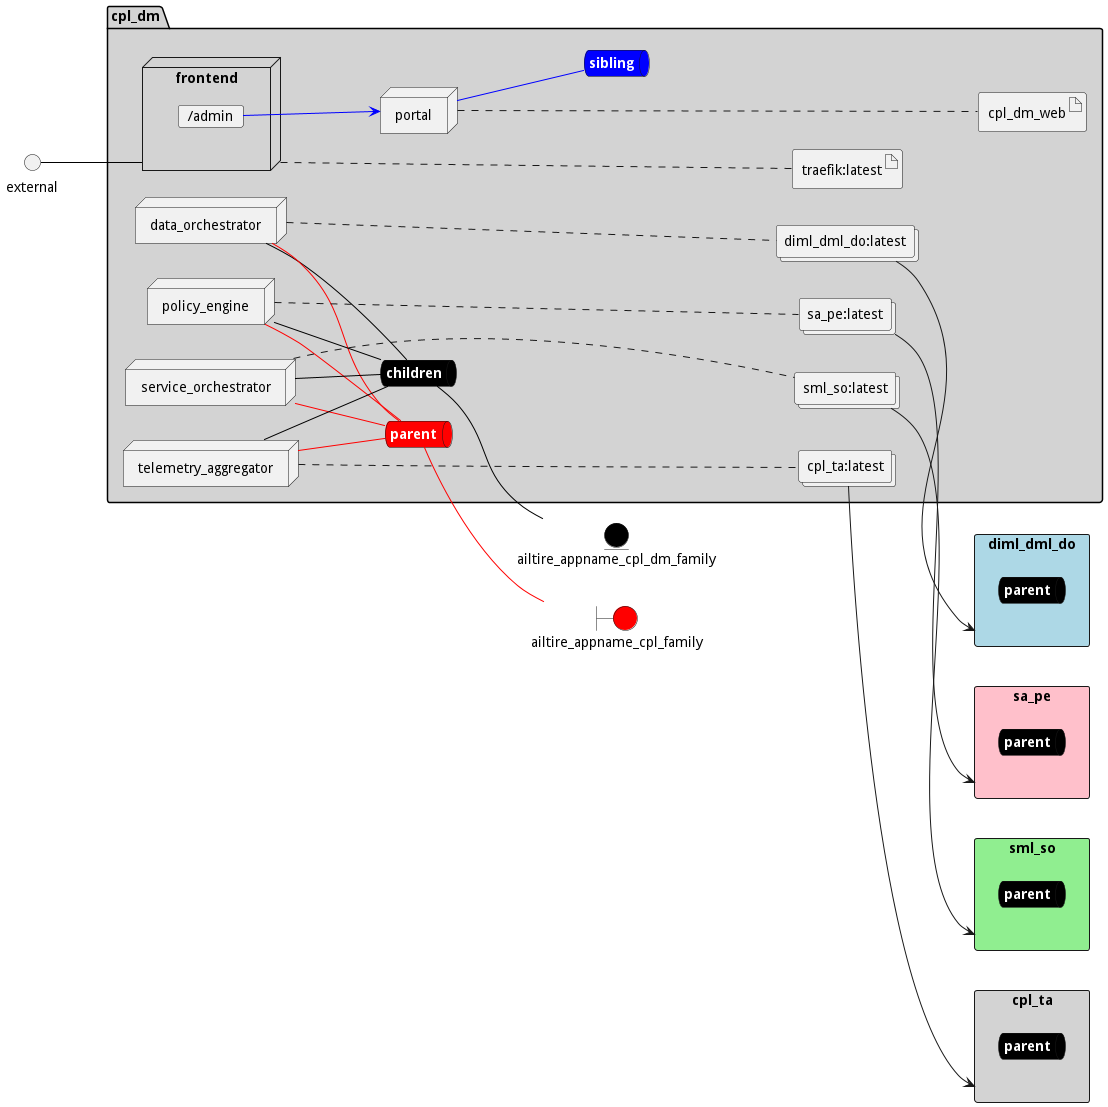 cpl_dm
frontend
/admin
portal
sibling
cpl_dm_web
external
traefik:latest
data_orchestrator
diml_dml_do:latest
policy_engine
sa_pe:latest
service_orchestrator
children
sml_so:latest
parent
telemetry_aggregator
cpl_ta:latest
ailtire_appname_cpl_dm_family
ailtire_appname_cpl_family
diml_dml_do
parent
sa_pe
parent
sml_so
parent
cpl_ta
parent